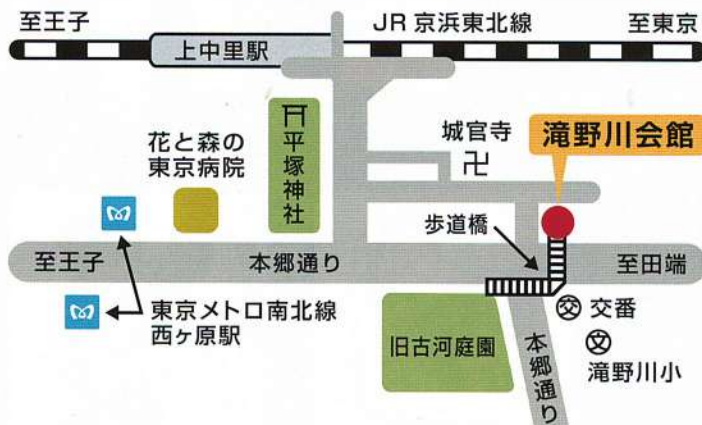 至王子
JR 京浜東北線
至東京
上中里駅
花と森の
東京病院
平塚神社
城官寺
滝野川会館
歩道橋
至王子
本郷通り
至田端
東京メトロ南北線
西ヶ原駅
旧古河庭園
本郷通り
交 交番
文
滝野川小